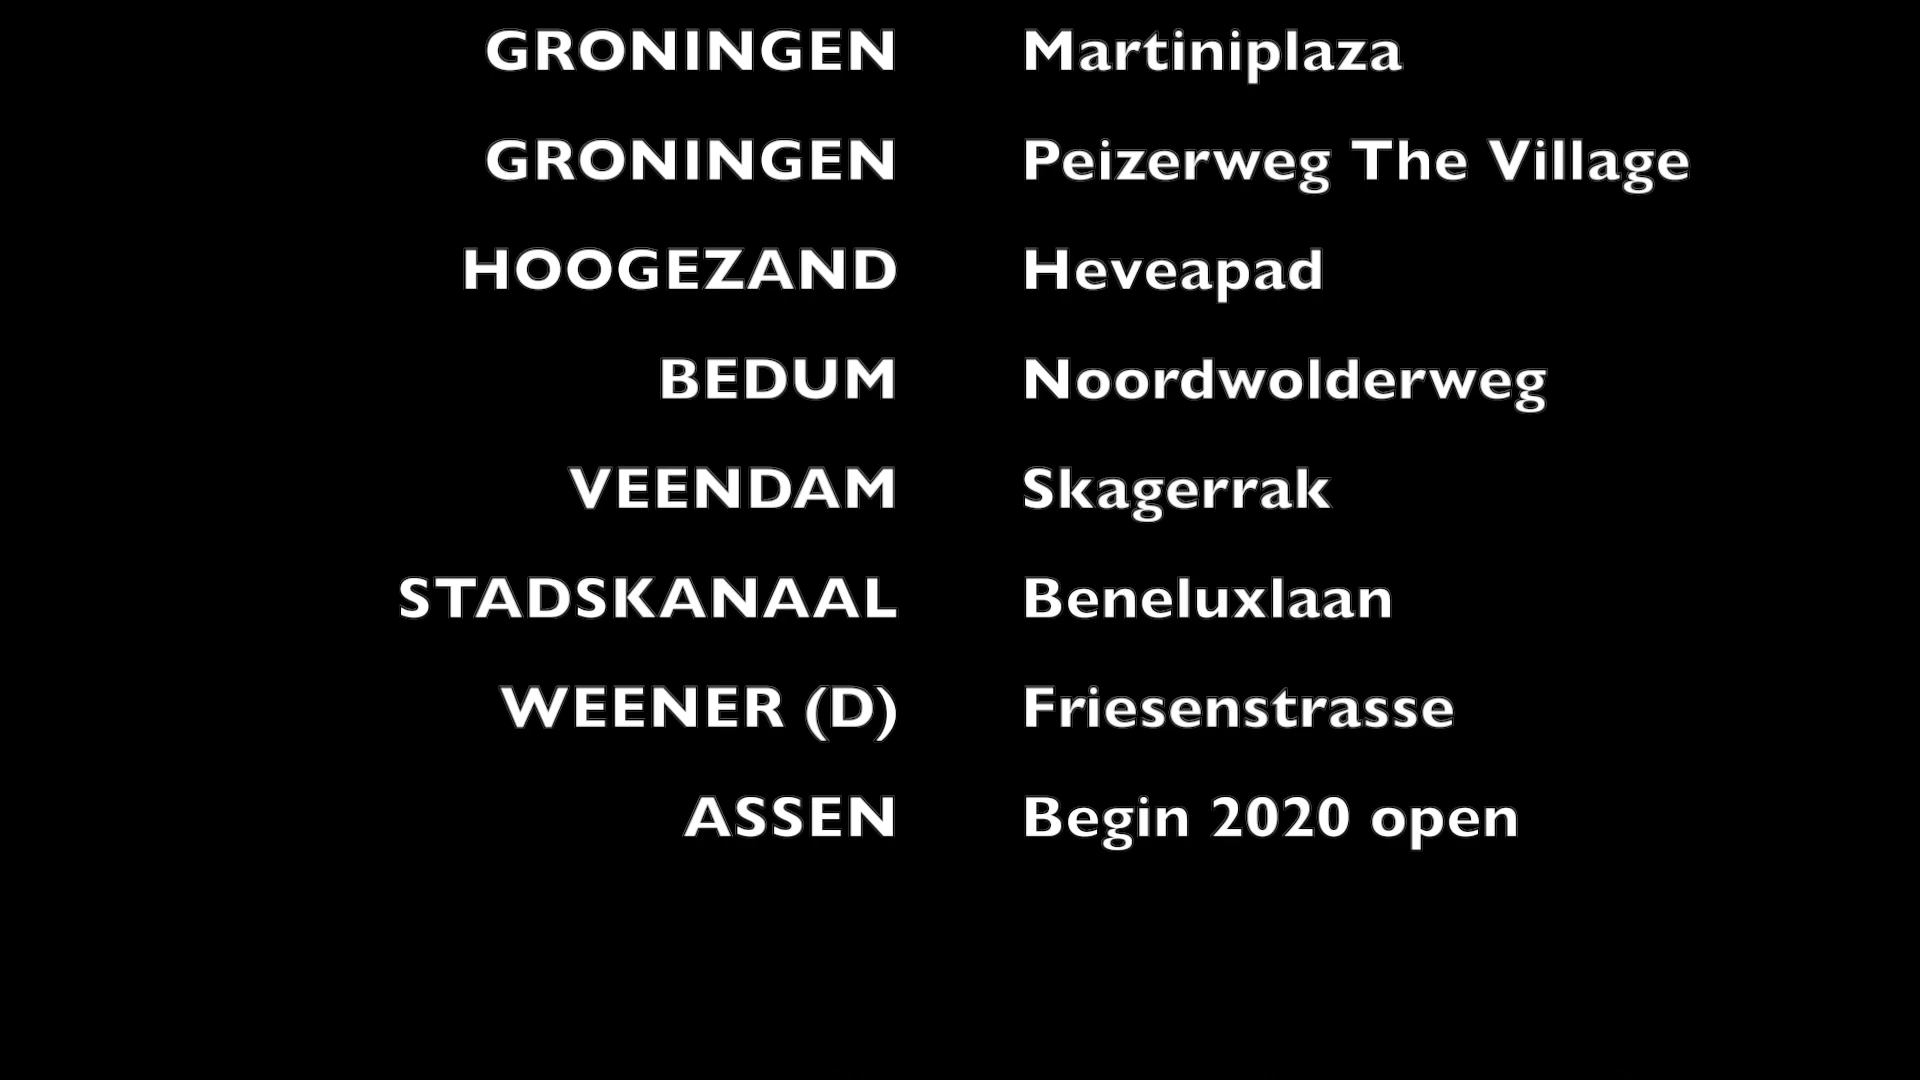 GRONINGEN Martiniplaza
GRONINGEN Peizerweg The Village
HOOGEZAND Heveapad
BEDUM Noordwolderweg
VEENDAM Skagerrak
STADSKANAAL Beneluxlaan
WEENER (D) Friesenstrasse
ASSEN Begin 2020 open